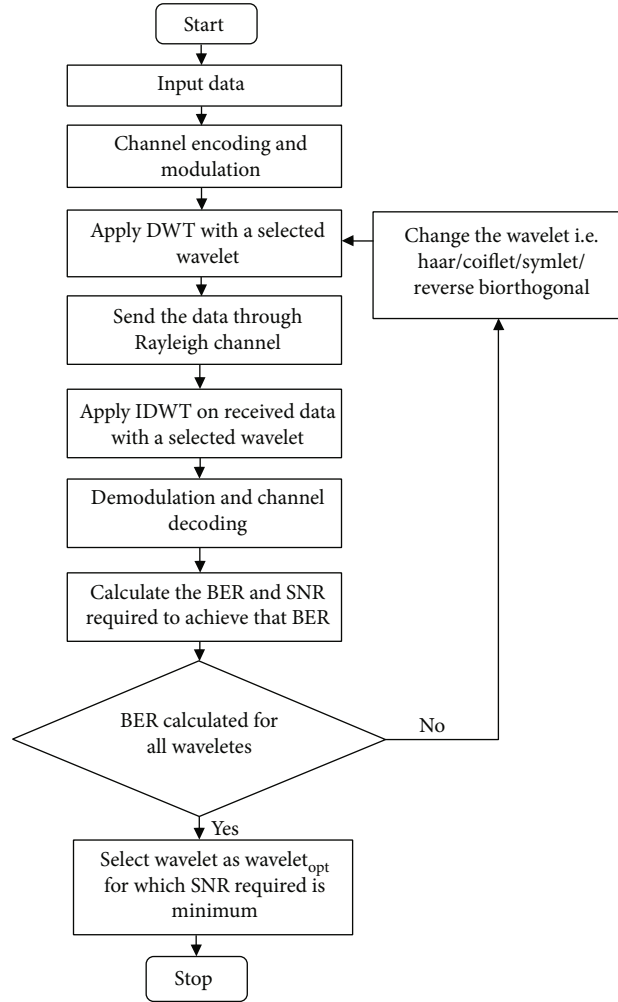 Start
Input data
Channel encoding and
modulation
Apply DWT with a selected
wavelet
Change the wavelet i.e.
haar/coiflet/symlet/
reverse biorthogonal
Send the data through
Rayleigh channel
Apply IDWT on received data
with a selected wavelet
Demodulation and channel
decoding
Calculate the BER and SNR
required to achieve that BER
BER calculated for
all waveletes
No
Yes
Select wavelet as wavelet_opt
for which SNR required is
minimum
Stop